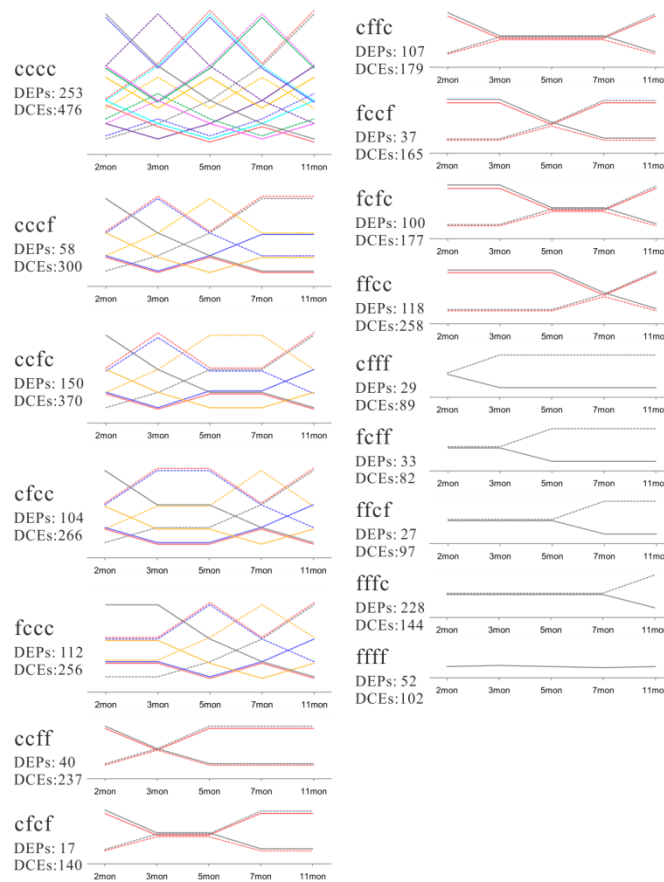 cccc
DEPs: 253
DCEs:476
2mon 3mon 5mon 7mon 11mon
cccf
DEPs: 58
DCEs:300
2mon 3mon 5mon 7mon 11mon
ccfc
DEPs: 150
DCEs:370
2mon 3mon 5mon 7mon 11mon
cfcc
DEPs: 104
DCEs:266
2mon 3mon 5mon 7mon 11mon
fccc
DEPs: 112
DCEs:256
2mon 3mon 5mon 7mon 11mon
ccff
DEPs: 40
DCEs:237
2mon 3mon 5mon 7mon 11mon
cfcf
DEPs: 17
DCEs:140
2mon 3mon 5mon 7mon 11mon
cffc
DEPs: 107
DCEs:179
2mon 3mon 5mon 7mon 11mon
fccf
DEPs: 37
DCEs:165
2mon 3mon 5mon 7mon 11mon
fcfc
DEPs: 100
DCEs:177
2mon 3mon 5mon 7mon 11mon
ffcc
DEPs: 118
DCEs:258
2mon 3mon 5mon 7mon 11mon
cfff
DEPs: 29
DCEs:89
2mon 3mon 5mon 7mon 11mon
fcff
DEPs: 33
DCEs:82
2mon 3mon 5mon 7mon 11mon
ffcf
DEPs: 27
DCEs:97
2mon 3mon 5mon 7mon 11mon
fffc
DEPs: 228
DCEs:144
2mon 3mon 5mon 7mon 11mon
ffff
DEPs: 52
DCEs:102
2mon 3mon 5mon 7mon 11mon